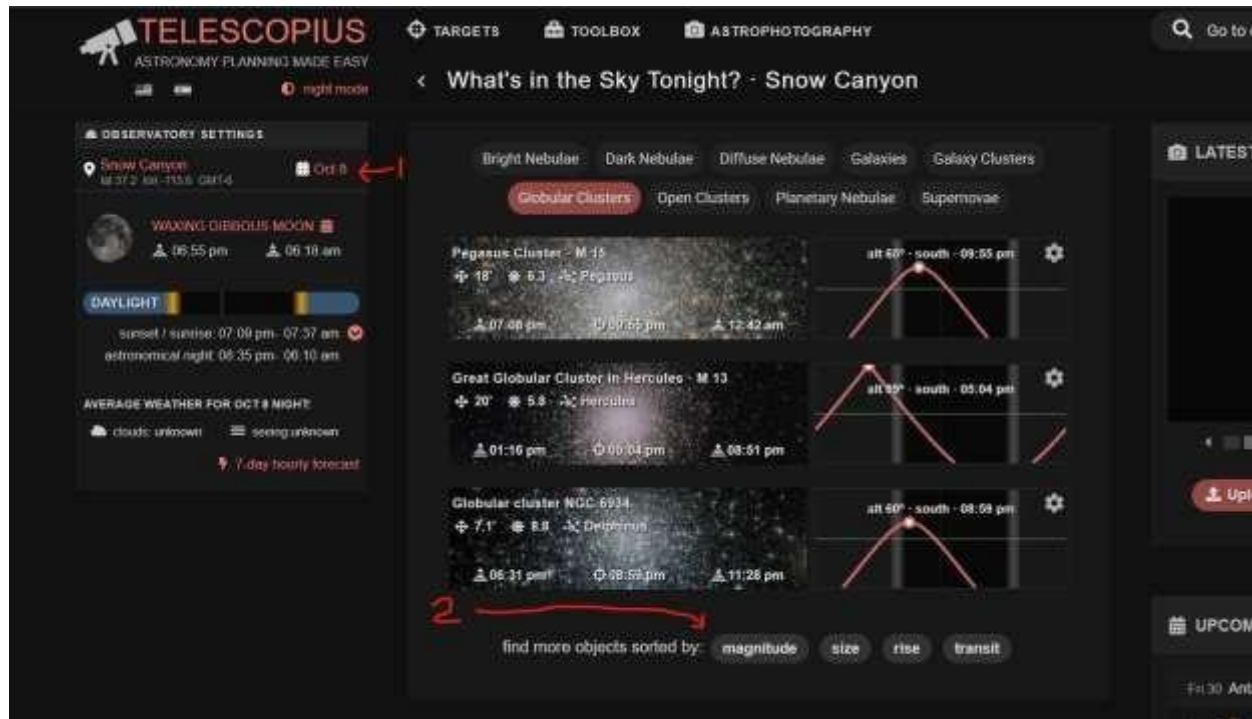 TELESCOPIUS
ASTRONOMY PLANNING MADE EASY
night mode
TARGETS TOOLBOX ASTROPHOTOGRAPHY
Go to
‹ What's in the Sky Tonight? - Snow Canyon
OBSERVATORY SETTINGS
Snow Canyon Oct 8
1
WAXING GIBBOUS MOON
06:55 pm 06:18 am
DAYLIGHT
sunset / sunrise: 07:09 pm- 07:37 am
astronomical night: 08:35 pm- 06:10 am
AVERAGE WEATHER FOR OCT 8 NIGHT:
clouds: unknown seeing: unknown
7-day hourly forecast
Bright Nebulae Dark Nebulae Diffuse Nebulae Galaxies Galaxy Clusters
Globular Clusters Open Clusters Planetary Nebulae Supernovae
Pegasus Cluster - M 15
18' 6.3 Pegasus
07:08 pm 09:55 pm 12:42 am
alt 65° - south - 09:55 pm
Great Globular Cluster in Hercules - M 13
20' 5.8 Hercules
01:16 pm 05:04 pm 08:51 pm
south - 05:04 pm
Globular cluster NGC 6934
7.1' 8.8 Delphinus
06:31 pm 08:59 pm 11:28 pm
alt 60° - south - 08:59 pm
2
find more objects sorted by: magnitude size rise transit
LATEST
Upl
UPCOM
Fri 30 Ant